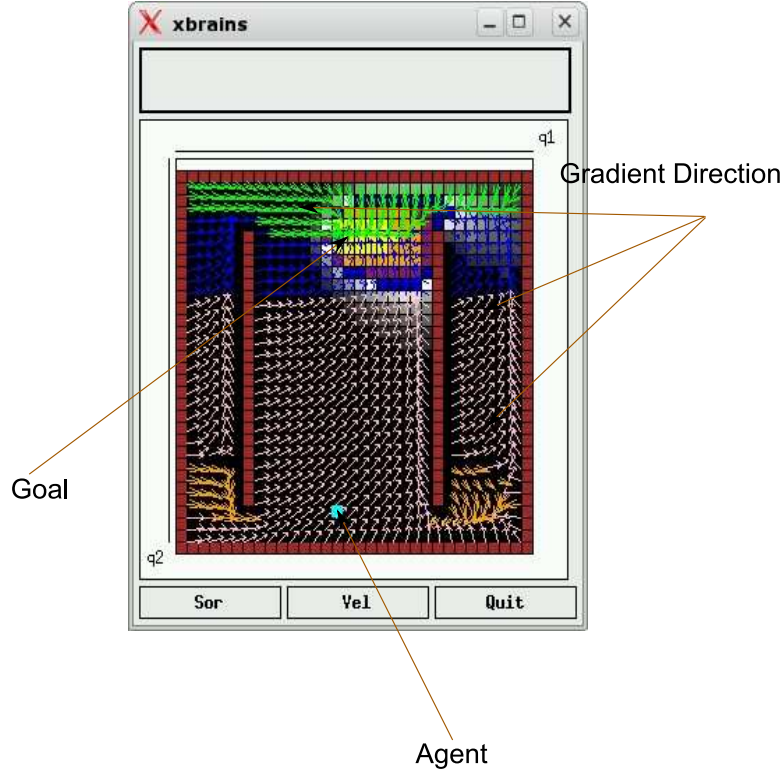 xbrains
q1
Gradient Direction
Goal
q2
Sor
Vel
Quit
Agent